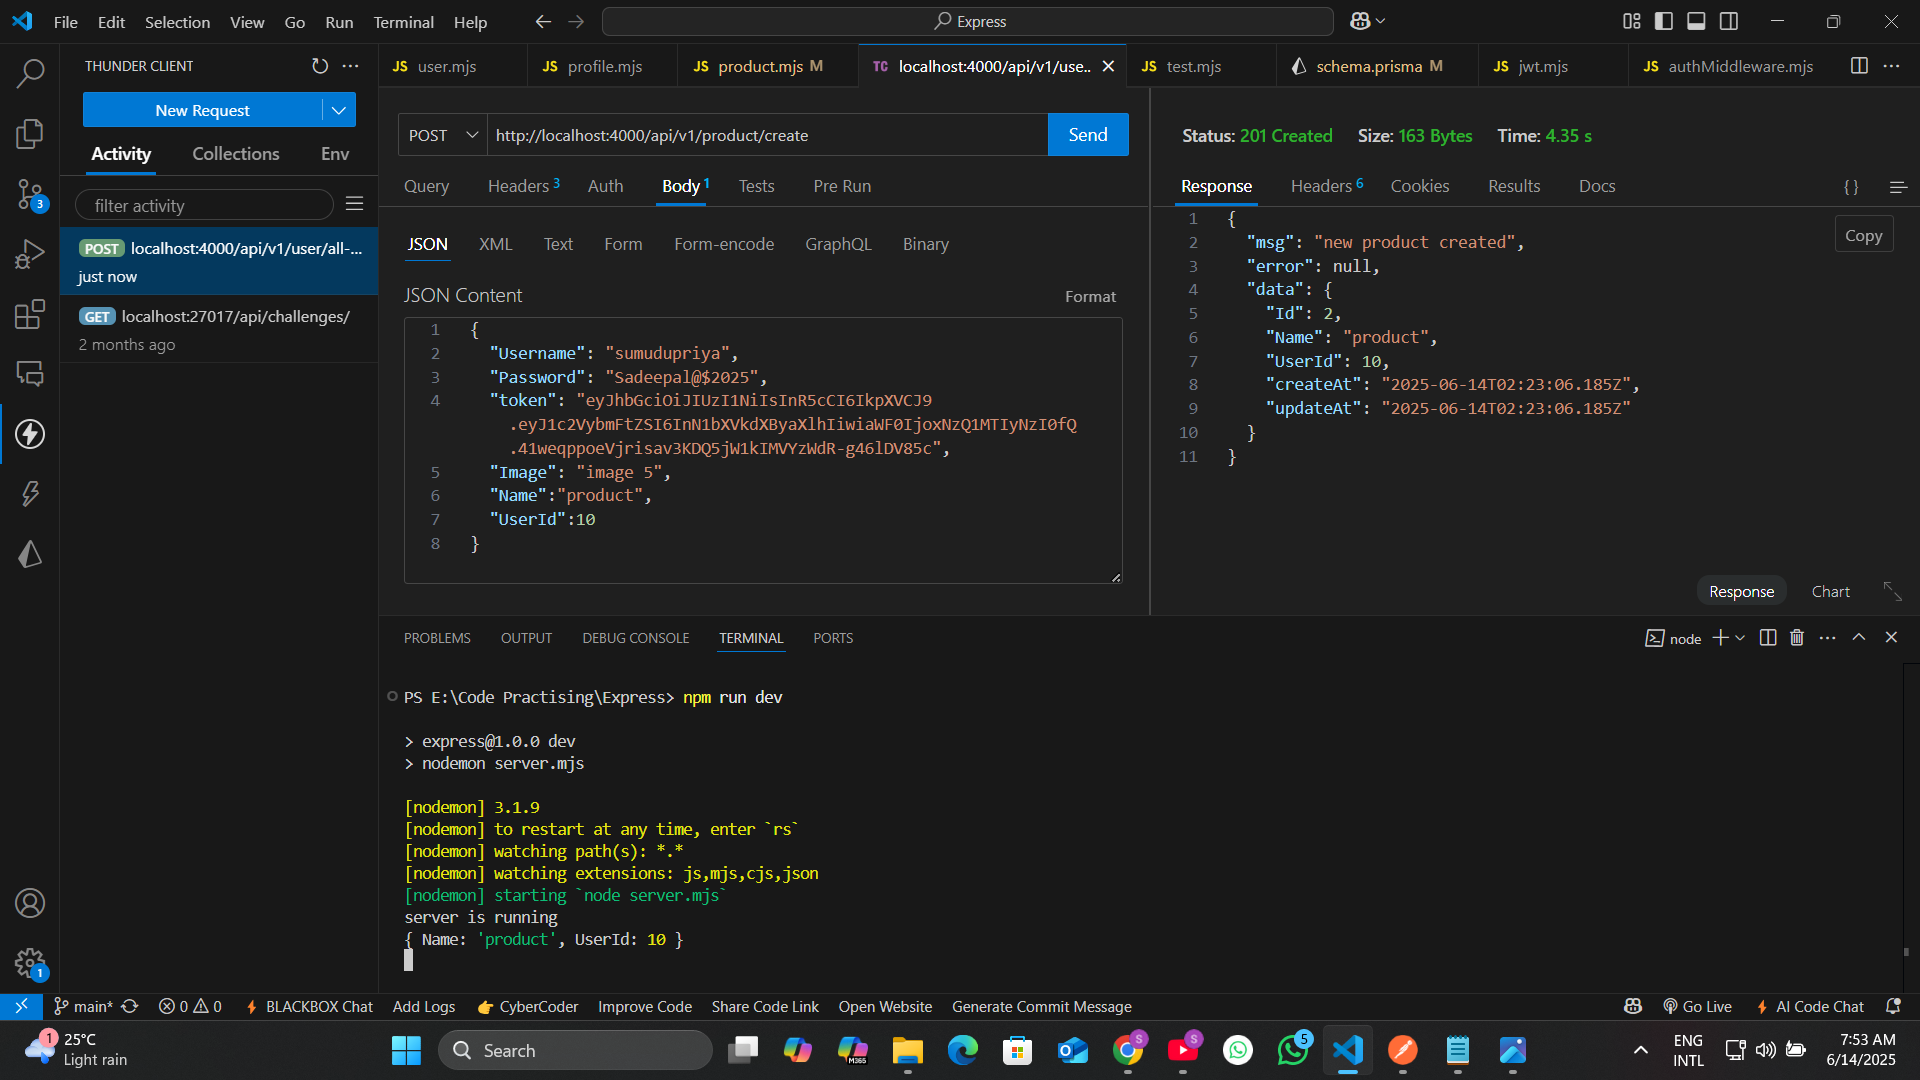 File Edit Selection View Go Run Terminal Help
Express
THUNDER CLIENT
New Request
Activity Collections Env
filter activity
POST localhost:4000/api/v1/user/all-...
just now
GET localhost:27017/api/challenges/
2 months ago
JS user.mjs
JS profile.mjs
JS product.mjs M
TC localhost:4000/api/v1/use..
JS test.mjs
schema.prisma M
JS jwt.mjs
JS authMiddleware.mjs
POST http://localhost:4000/api/v1/product/create Send
Query Headers 3 Auth Body 1 Tests Pre Run
JSON XML Text Form Form-encode GraphQL Binary
JSON Content Format
1 {
2 "Username": "sumudupriya",
3 "Password": "Sadeepal@$2025",
4 "token": "eyJhbGciOiJIUzI1NiIsInR5cCI6IkpXVCJ9
.eyJ1c2VybmFtZSI6InN1bXVkdXByaXlhIiwiaWF0IjoxNzQ1MTIyNzI0fQ
.41weqppoeVjrisav3KDQ5jW1kIMVYzWdR-g46lDV85c",
5 "Image": "image 5",
6 "Name":"product",
7 "UserId":10
8 }
Status: 201 Created Size: 163 Bytes Time: 4.35 s
Response Headers 6 Cookies Results Docs { }
Copy
1 {
2 "msg": "new product created",
3 "error": null,
4 "data": {
5 "Id": 2,
6 "Name": "product",
7 "UserId": 10,
8 "createAt": "2025-06-14T02:23:06.185Z",
9 "updateAt": "2025-06-14T02:23:06.185Z"
10 }
11 }
Response Chart
PROBLEMS OUTPUT DEBUG CONSOLE TERMINAL PORTS
node
PS E:\Code Practising\Express> npm run dev
> express@1.0.0 dev
> nodemon server.mjs
[nodemon] 3.1.9
[nodemon] to restart at any time, enter `rs`
[nodemon] watching path(s): *.*
[nodemon] watching extensions: js,mjs,cjs,json
[nodemon] starting `node server.mjs`
server is running
{ Name: 'product', UserId: 10 }
3
1
main* 0 0 BLACKBOX Chat Add Logs CyberCoder Improve Code Share Code Link Open Website Generate Commit Message
Go Live AI Code Chat
1 25°C
Light rain
Search
M365
S
S
5
ENG
INTL
7:53 AM
6/14/2025